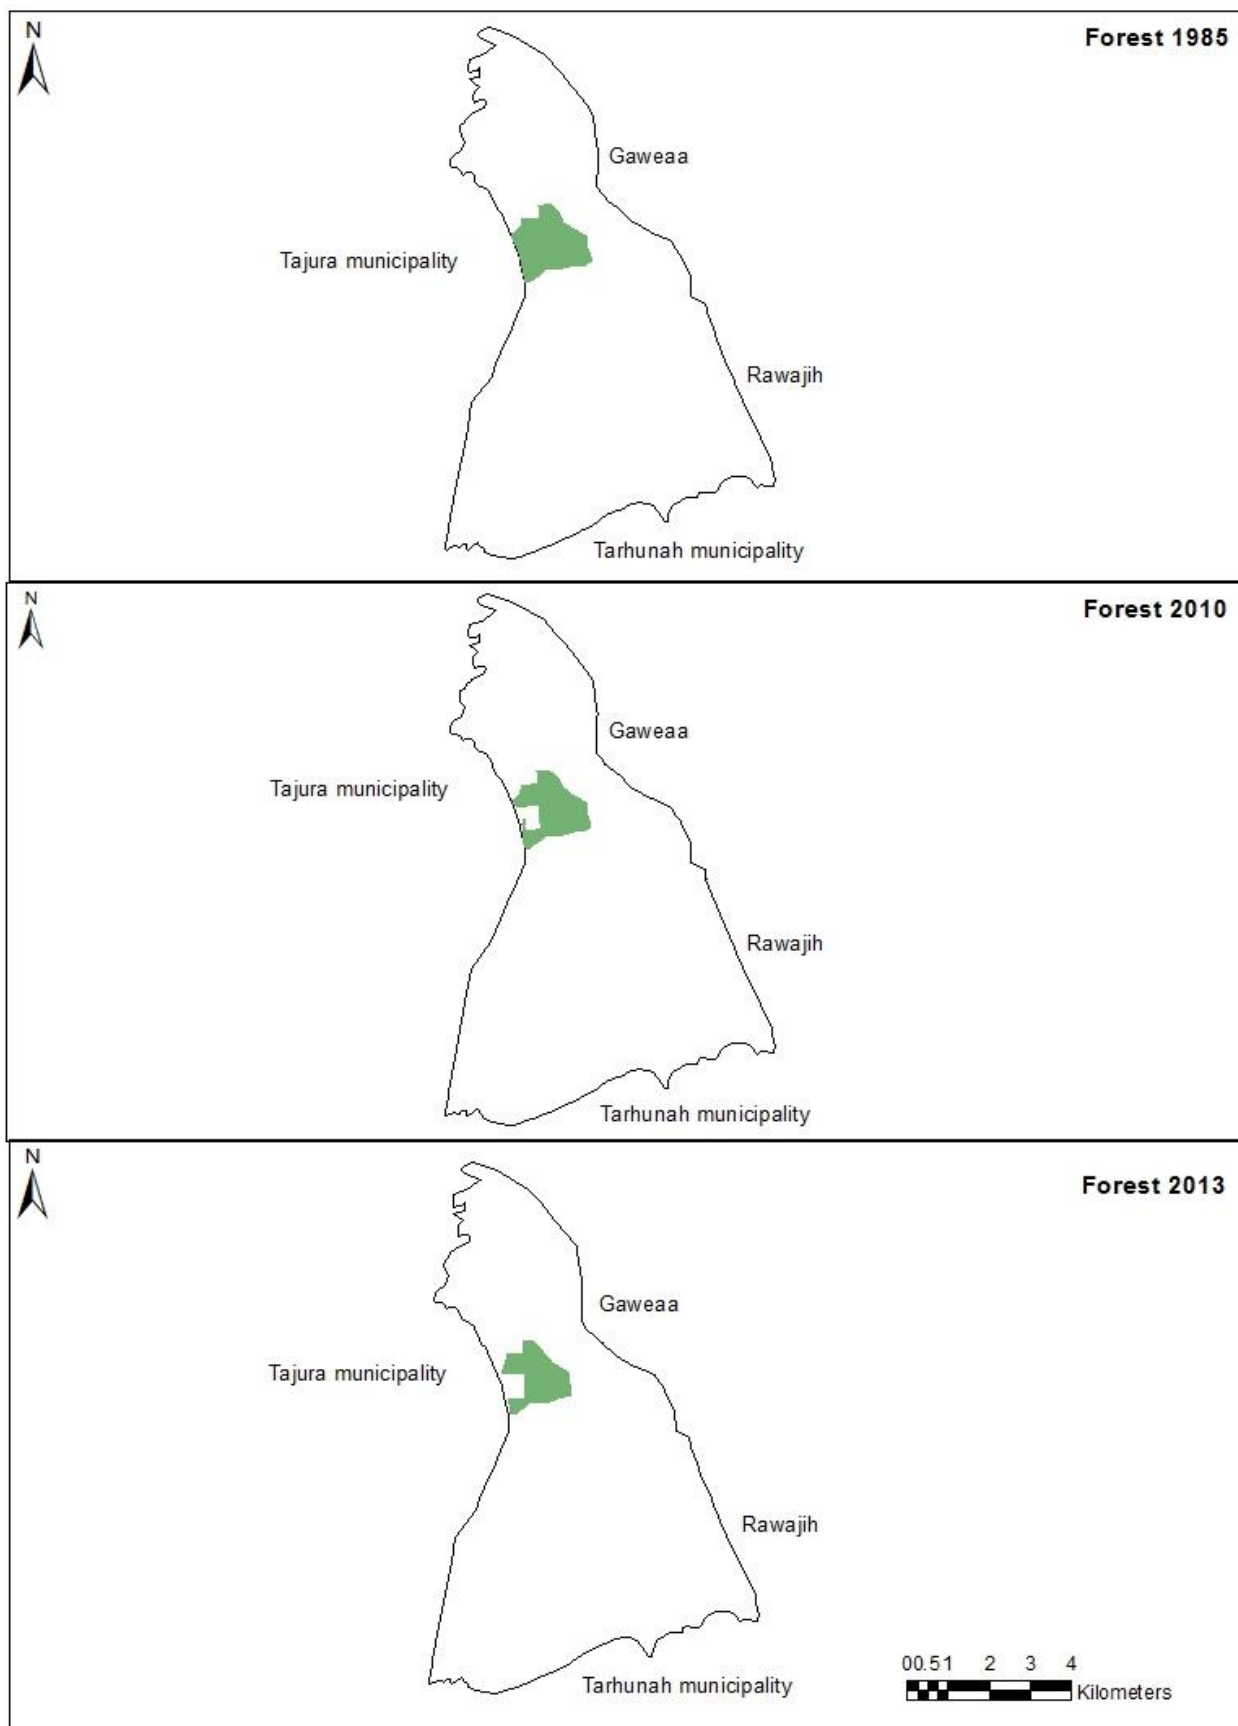 N
Forest 1985
Gaweaa
Tajura municipality
Rawajih
Tarhunah municipality
N
Forest 2010
Gaweaa
Tajura municipality
Rawajih
Tarhunah municipality
N
Forest 2013
Gaweaa
Tajura municipality
Rawajih
00.51 2 3 4
Kilometers
Tarhunah municipality